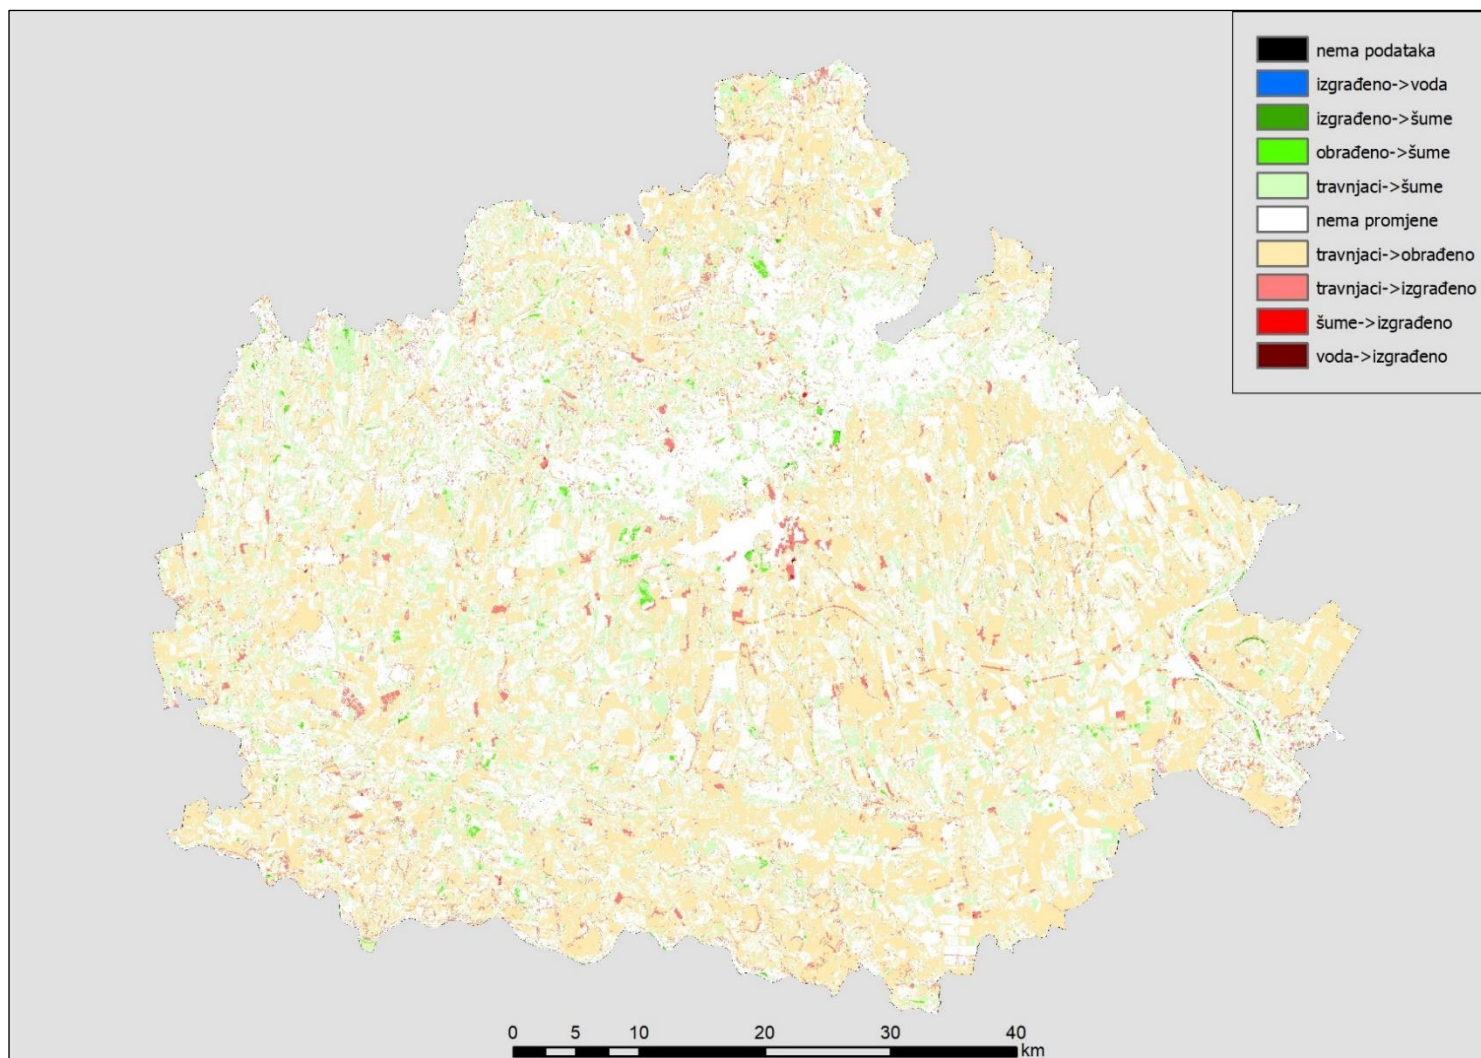 nema podataka
izgrađeno->voda
izgrađeno->šume
obrađeno->šume
travnjaci->šume
nema promjene
travnjaci->obrađeno
travnjaci->izgrađeno
šume->izgrađeno
voda->izgrađeno
0 5 10 20 30 40
km